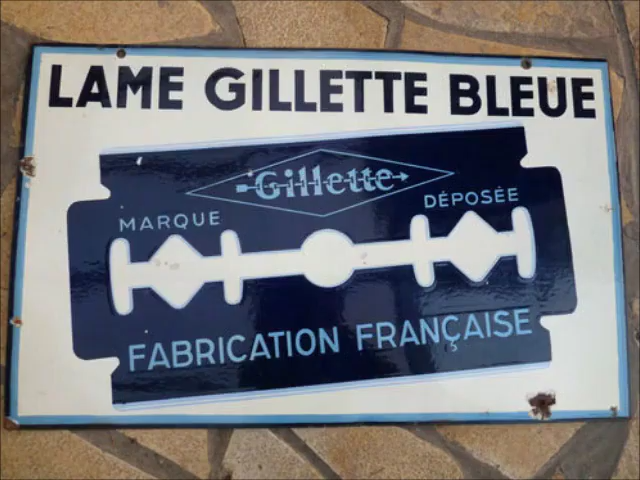 LAME GILLETTE BLEUE
Gillette
MARQUE DÉPOSÉE
FABRICATION FRANÇAISE